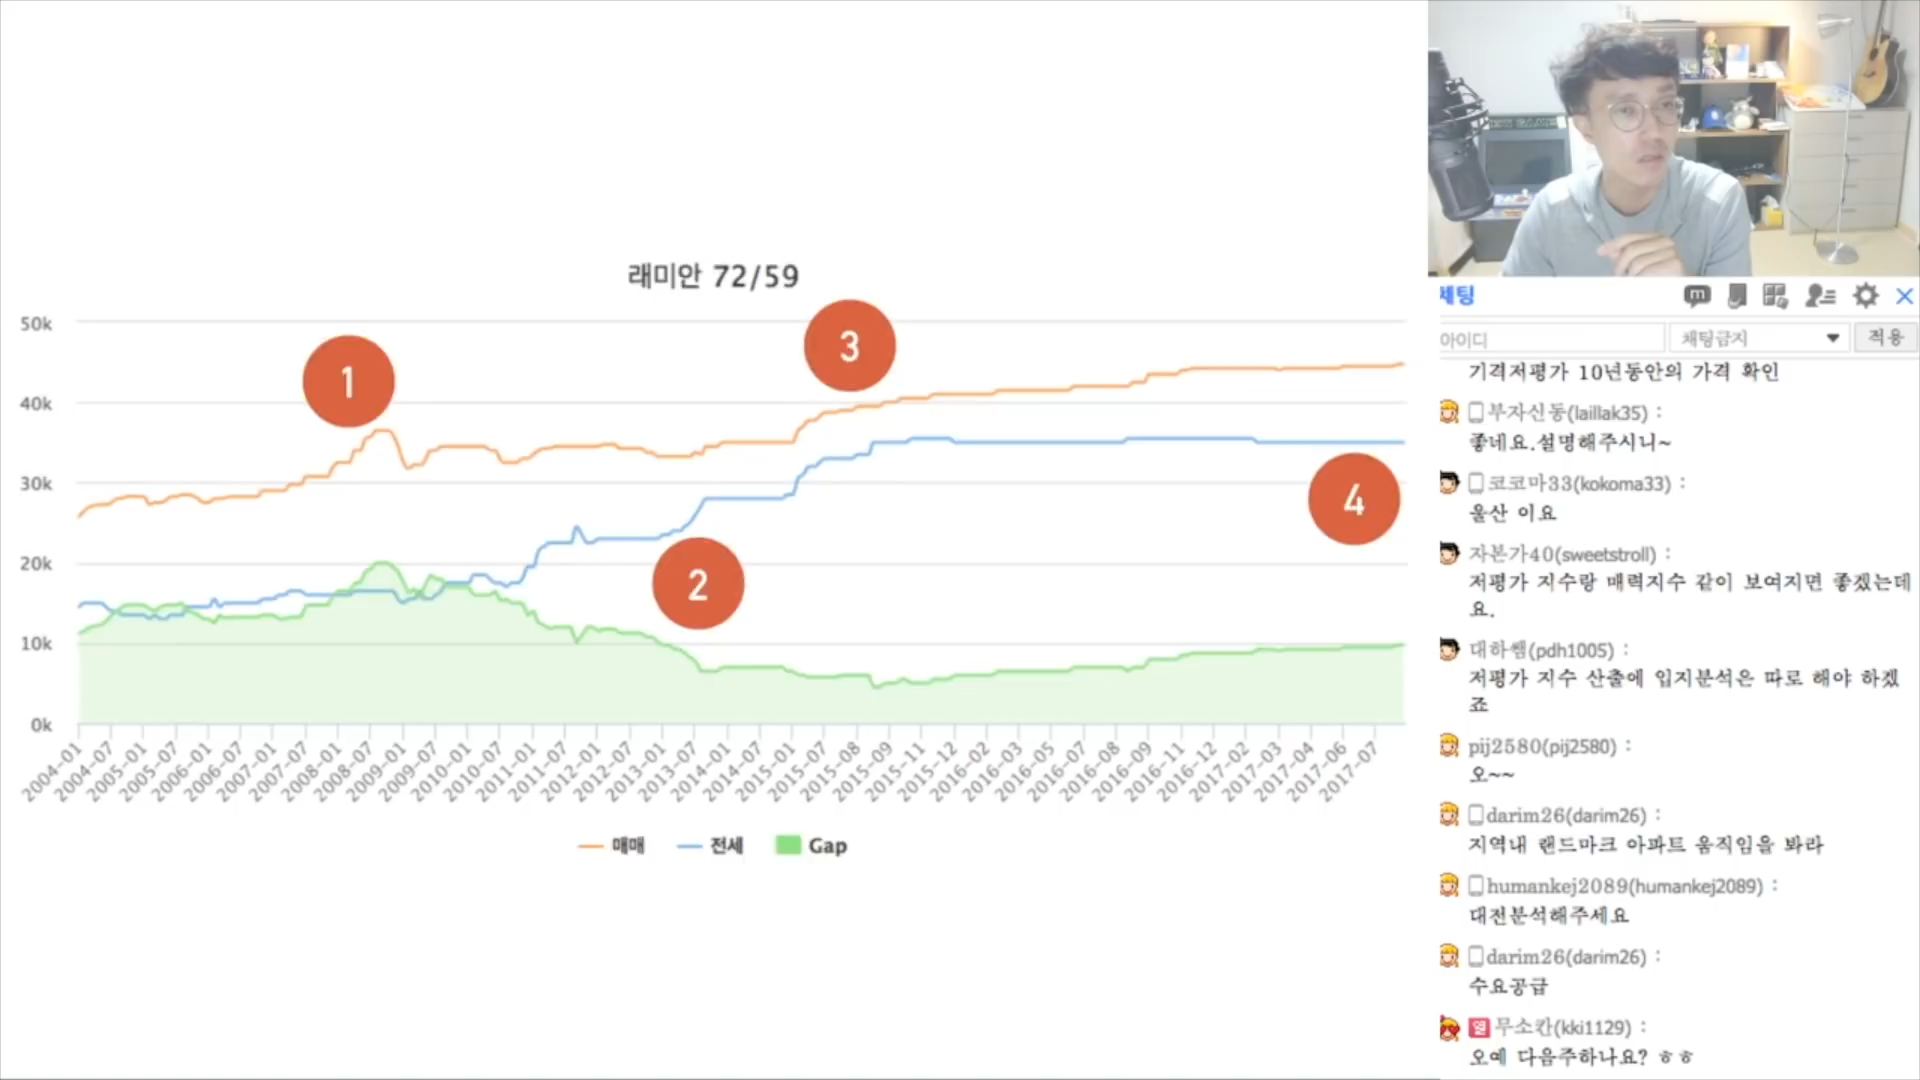 래미안 72/59
1
2
3
4
50k
40k
30k
20k
10k
0k
2004-01
2004-07
2005-01
2005-07
2006-01
2006-07
2007-01
2007-07
2008-01
2008-07
2009-01
2009-07
2010-01
2010-07
2011-01
2011-07
2012-01
2012-07
2013-01
2013-07
2014-01
2014-07
2015-01
2015-07
2015-08
2015-09
2015-11
2015-12
2016-02
2016-03
2016-05
2016-06
2016-08
2016-09
2016-11
2016-12
2017-02
2017-03
2017-04
2017-06
2017-07
매매 전세 Gap
채팅
아이디 채팅금지 적용
기격저평가 10년동안의 가격 확인
부자신동(laillak35) :
좋네요.설명해주시니~
코코마33(kokoma33) :
울산 이요
자본가40(sweetstroll) :
저평가 지수랑 매력지수 같이 보여지면 좋겠는데
요.
대하쌤(pdh1005) :
저평가 지수 산출에 입지분석은 따로 해야 하겠
죠
pij2580(pij2580) :
오~~
darim26(darim26) :
지역내 랜드마크 아파트 움직임을 봐라
humankej2089(humankej2089) :
대전분석해주세요
darim26(darim26) :
수요공급
열 무소칸(kki1129) :
오예 다음주하나요? ㅎㅎ